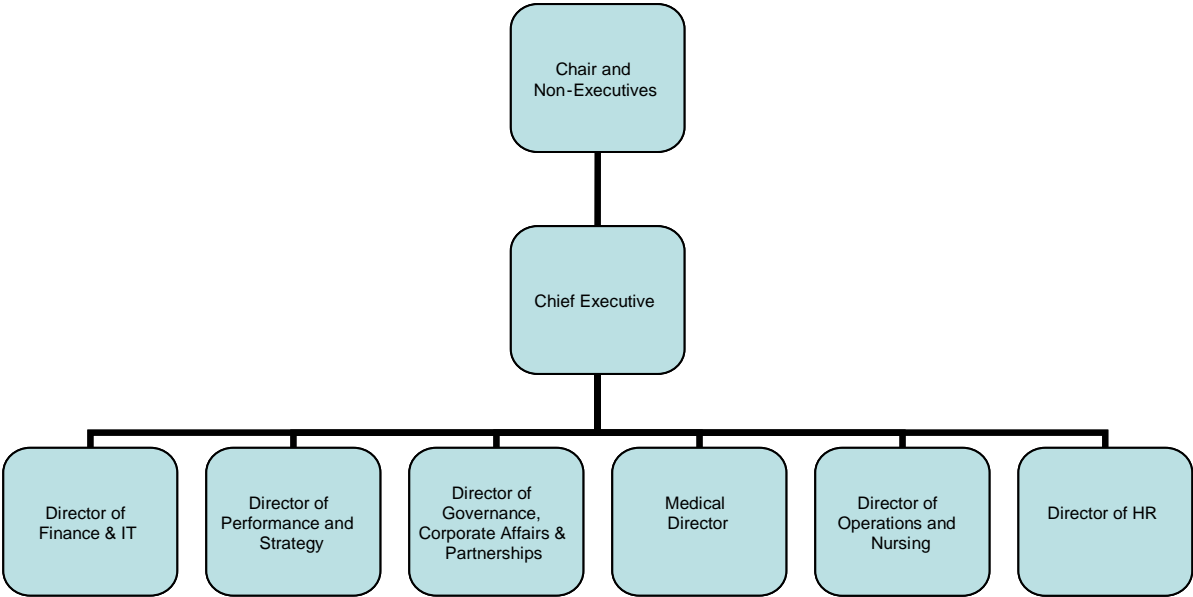 Chair and
Non-Executives
Chief Executive
Director of
Finance & IT
Director of
Performance and
Strategy
Director of
Governance,
Corporate Affairs &
Partnerships
Medical
Director
Director of
Operations and
Nursing
Director of HR